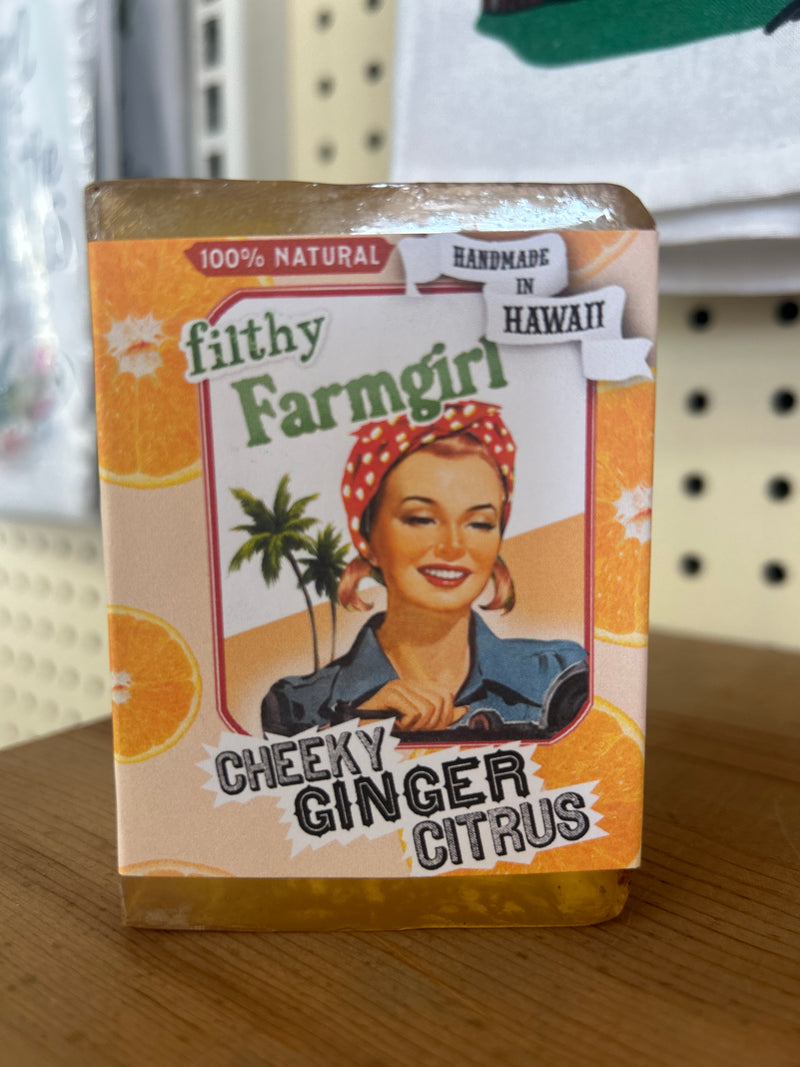 100% NATURAL
HANDMADE
IN
HAWAII
filthy
Farmgirl
CHEEKY
GINGER
CITRUS